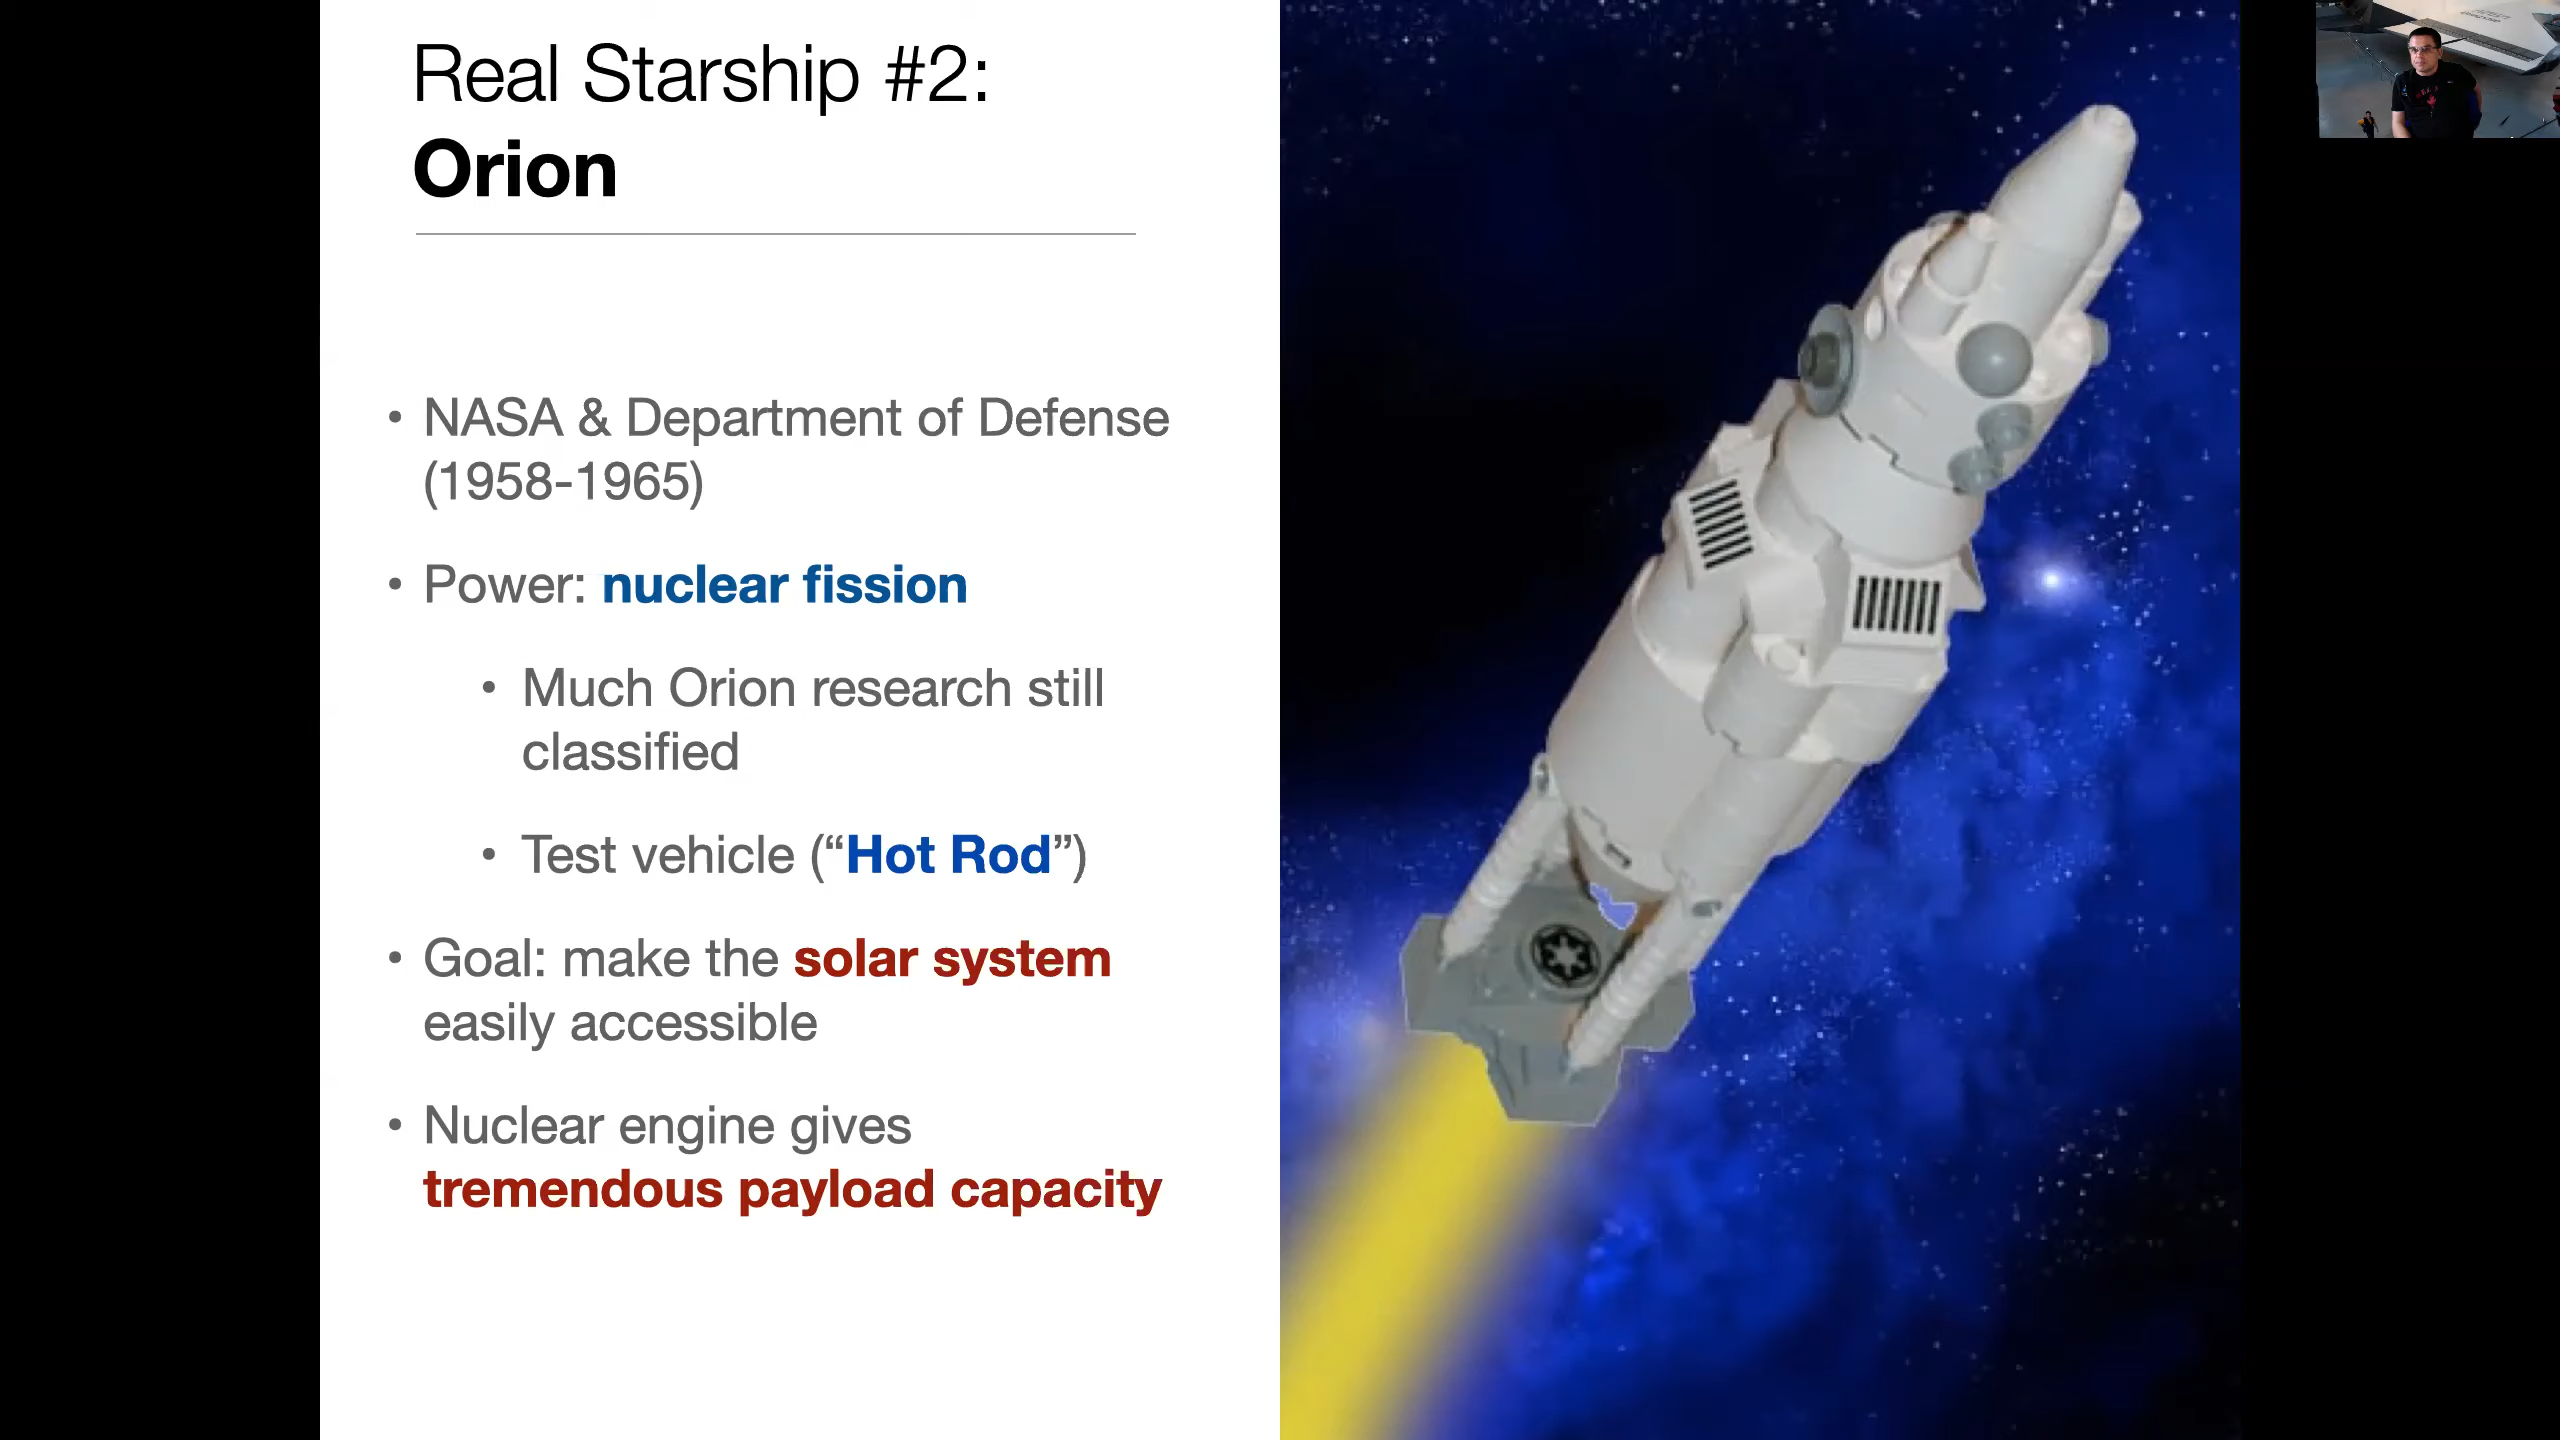 Real Starship #2:
Orion
• NASA & Department of Defense
(1958-1965)
• Power: nuclear fission
• Much Orion research still
classified
• Test vehicle (“Hot Rod”)
• Goal: make the solar system
easily accessible
• Nuclear engine gives
tremendous payload capacity